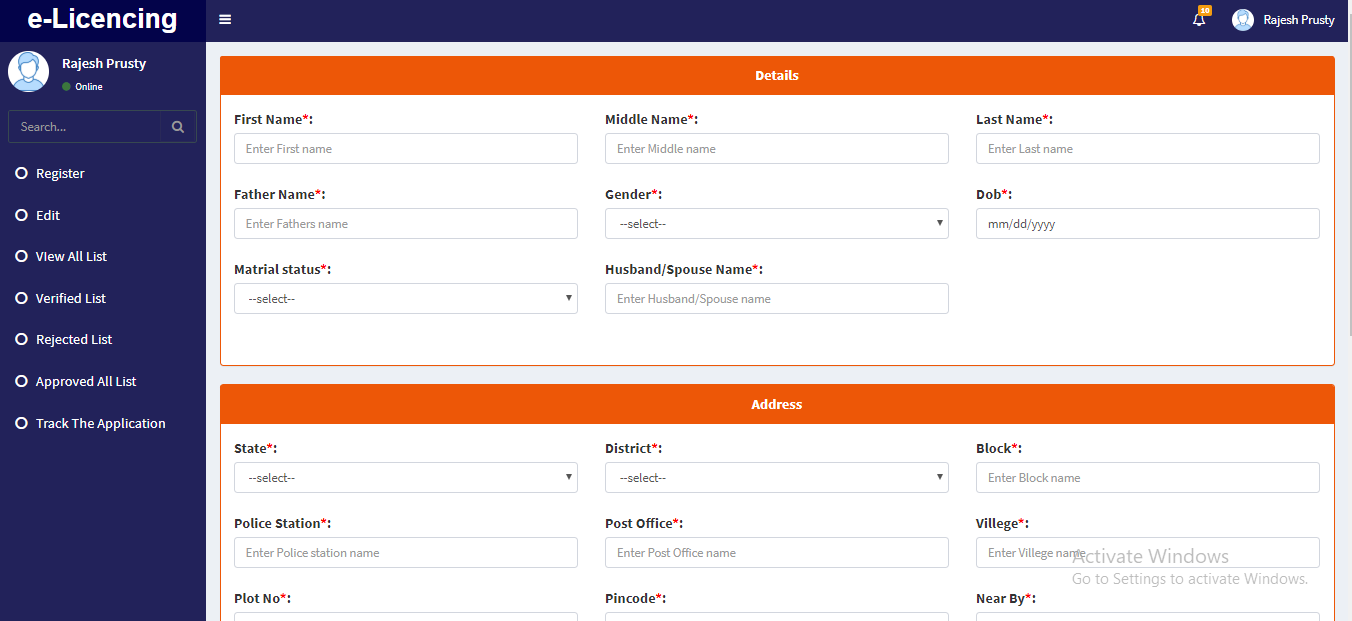 e-Licencing
10
Rajesh Prusty
Rajesh Prusty
Online
Search...
Register
Edit
VIew All List
Verified List
Rejected List
Approved All List
Track The Application
Details
First Name*: Middle Name*: Last Name*:
Enter First name Enter Middle name Enter Last name
Father Name*: Gender*: Dob*:
Enter Fathers name --select-- mm/dd/yyyy
Matrial status*: Husband/Spouse Name*:
--select-- Enter Husband/Spouse name
Address
State*: District*: Block*:
--select-- --select-- Enter Block name
Police Station*: Post Office*: Villege*:
Enter Police station name Enter Post Office name Enter Villege name
Activate Windows
Go to Settings to activate Windows.
Plot No*: Pincode*: Near By*: